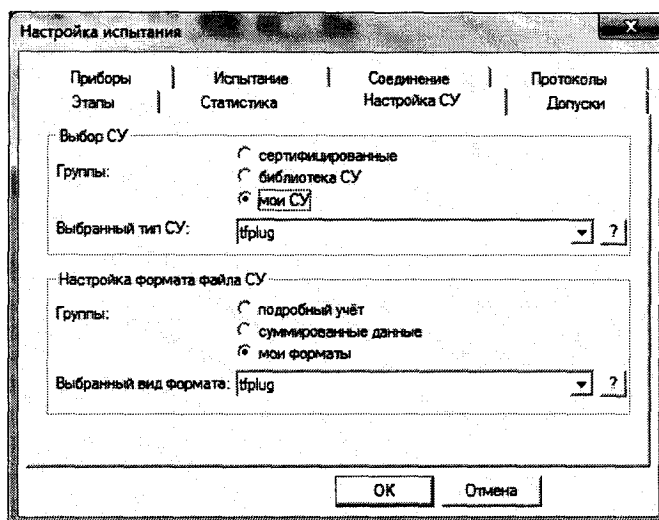 Настройка испытания
Приборы Испытание Соединение Протоколы
Этапы Статистика Настройка СУ Допуски
Выбор СУ
Группы:
сертифицированные
библиотека СУ
мои СУ
Выбранный тип СУ: tfplug ?
Настройка формата файла СУ
Группы:
подробный учёт
суммированные данные
мои форматы
Выбранный вид формата: tfplug ?
OK Отмена